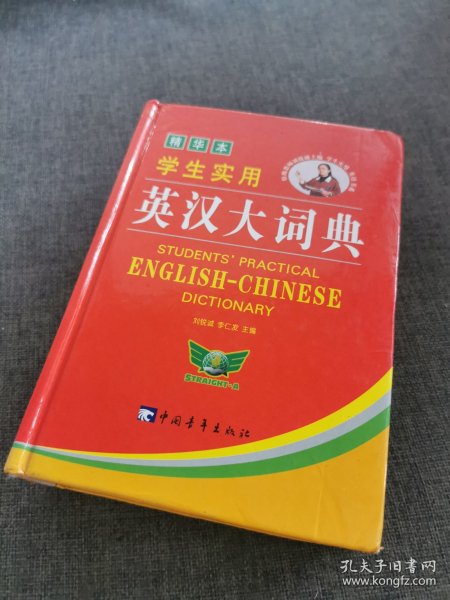 精华本
学生实用
英汉大词典
STUDENTS' PRACTICAL
ENGLISH-CHINESE
DICTIONARY
刘锐诚 李仁发 主编
STRAIGHT-A
中国青年出版社
孔夫子旧书网
www.kongfz.com